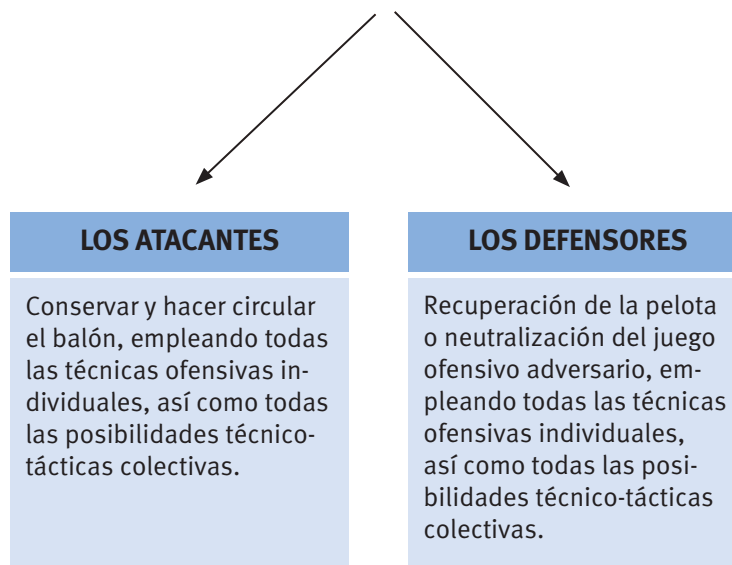 LOS ATACANTES
Conservar y hacer circular
el balón, empleando todas
las técnicas ofensivas in-
dividuales, así como todas
las posibilidades técnico-
tácticas colectivas.
LOS DEFENSORES
Recuperación de la pelota
o neutralización del juego
ofensivo adversario, em-
pleando todas las técnicas
ofensivas individuales,
así como todas las posi-
bilidades técnico-tácticas
colectivas.